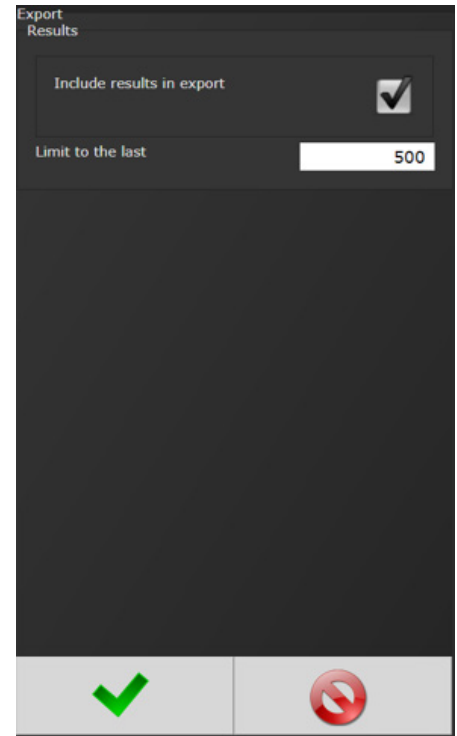 Export
Results
Include results in export
Limit to the last
500